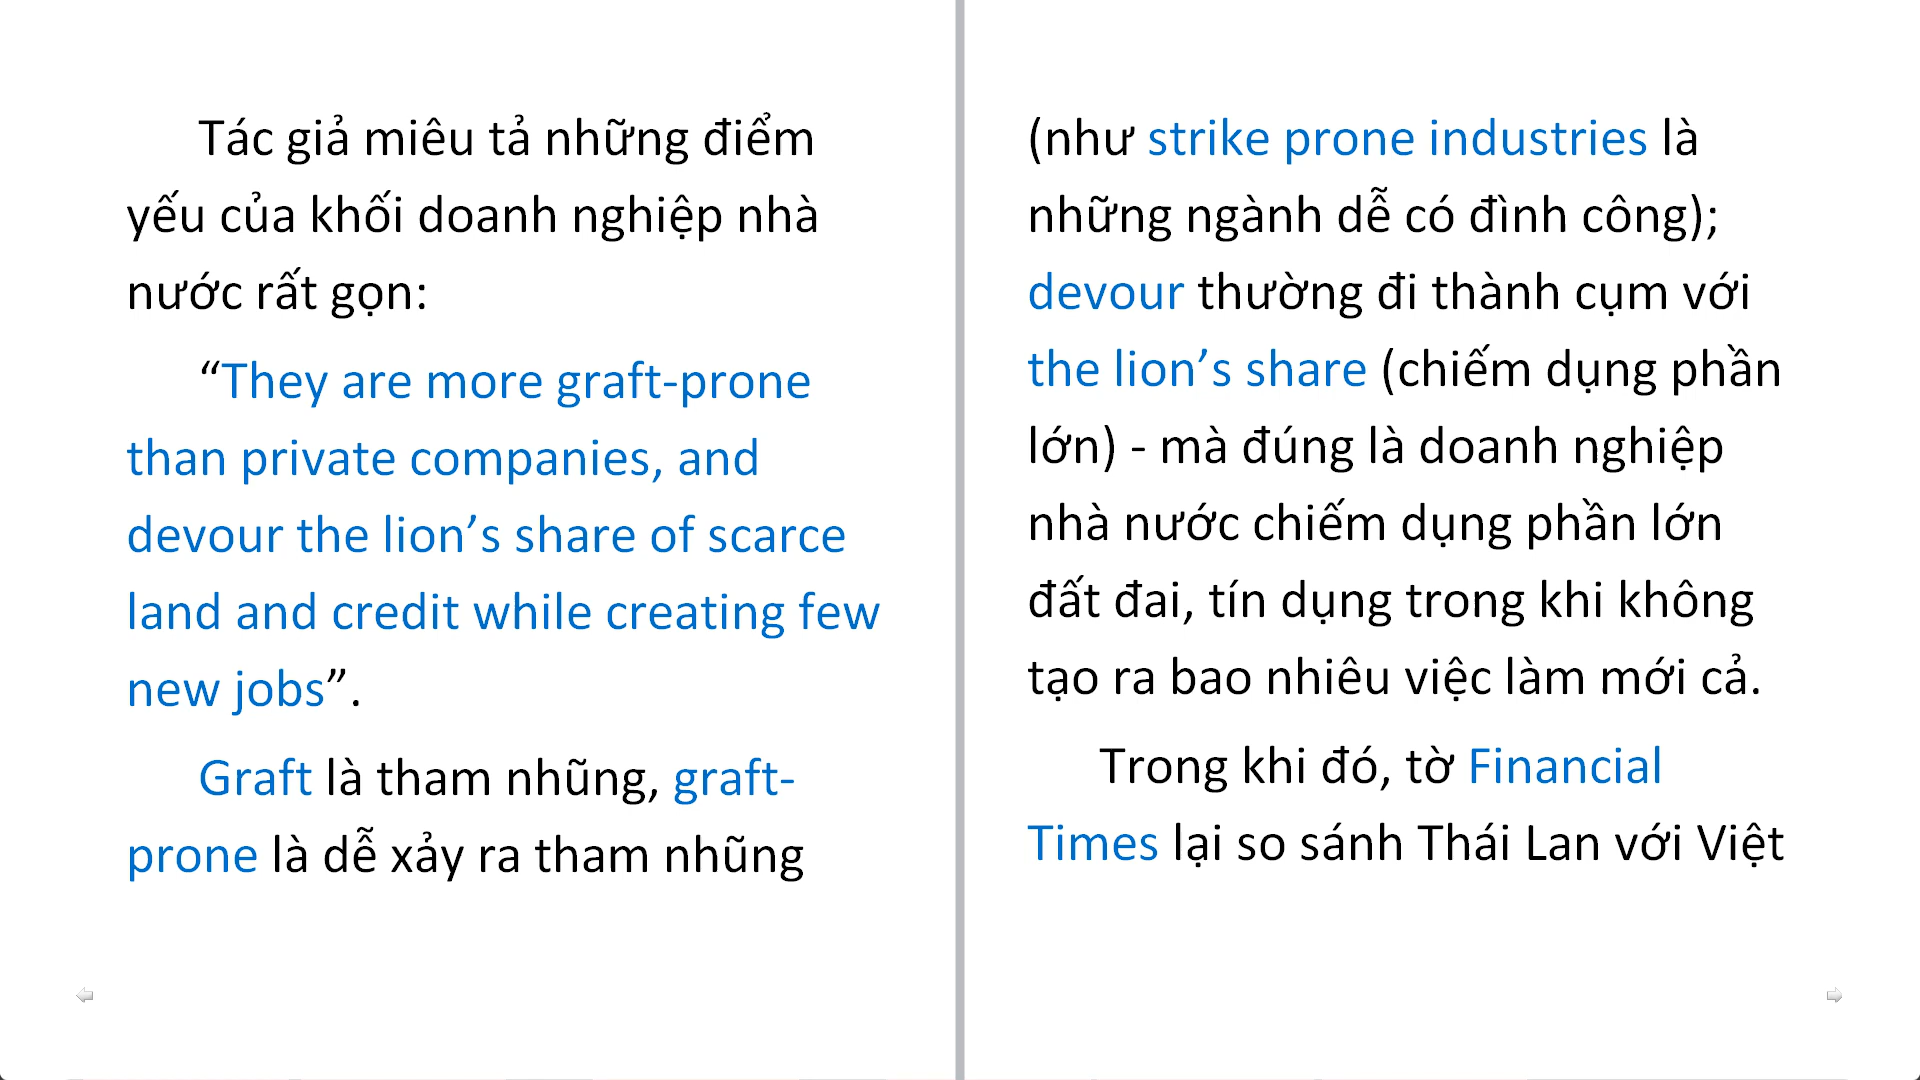 Tác giả miêu tả những điểm
yếu của khối doanh nghiệp nhà
nước rất gọn:
“They are more graft-prone
than private companies, and
devour the lion’s share of scarce
land and credit while creating few
new jobs”.
Graft là tham nhũng, graft-
prone là dễ xảy ra tham nhũng
(như strike prone industries là
những ngành dễ có đình công);
devour thường đi thành cụm với
the lion’s share (chiếm dụng phần
lớn) - mà đúng là doanh nghiệp
nhà nước chiếm dụng phần lớn
đất đai, tín dụng trong khi không
tạo ra bao nhiêu việc làm mới cả.
Trong khi đó, tờ Financial
Times lại so sánh Thái Lan với Việt